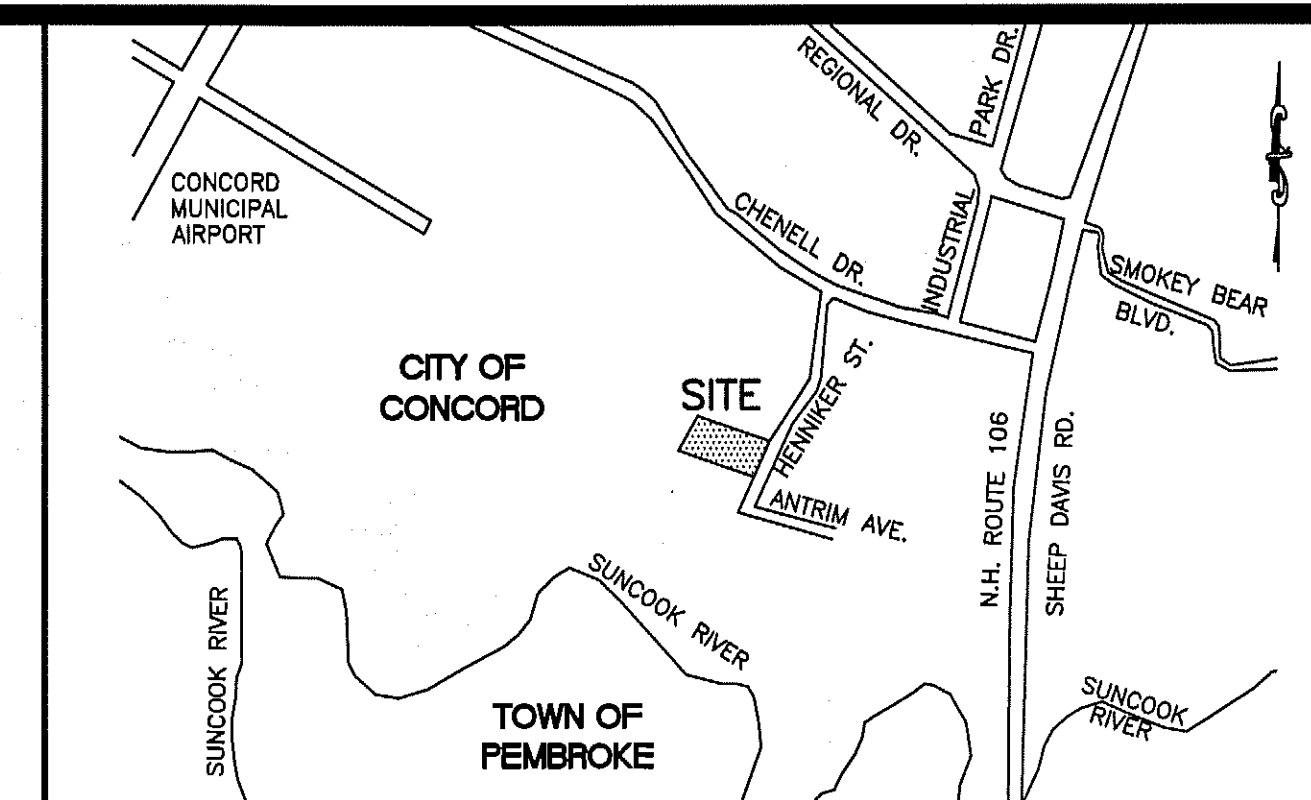 REGIONAL DR.
PARK DR.
CONCORD
MUNICIPAL
AIRPORT
CHENELL DR.
INDUSTRIAL
SMOKEY BEAR
BLVD.
CITY OF
CONCORD
SITE
HENNIKER ST.
ANTRIM AVE.
N.H. ROUTE 106
SHEEP DAVIS RD.
SUNCOOK RIVER
SUNCOOK RIVER
SUNCOOK
RIVER
TOWN OF
PEMBROKE